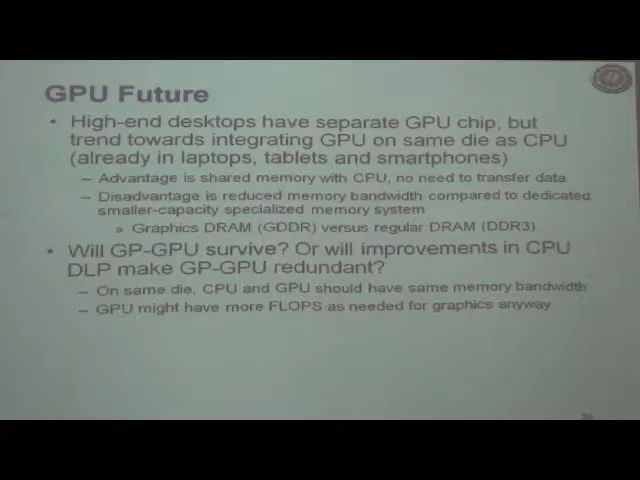 GPU Future
• High-end desktops have separate GPU chip, but
trend towards integrating GPU on same die as CPU
(already in laptops, tablets and smartphones)
– Advantage is shared memory with CPU, no need to transfer data
– Disadvantage is reduced memory bandwidth compared to dedicated
smaller-capacity specialized memory system
» Graphics DRAM (GDDR) versus regular DRAM (DDR3)
• Will GP-GPU survive? Or will improvements in CPU
DLP make GP-GPU redundant?
– On same die, CPU and GPU should have same memory bandwidth
– GPU might have more FLOPS as needed for graphics anyway